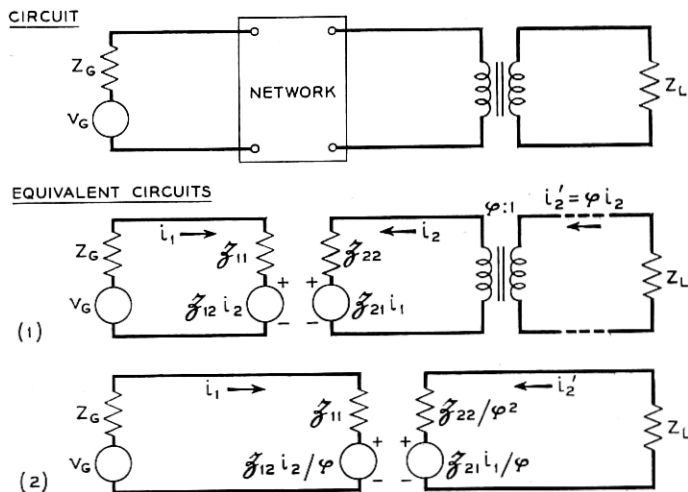 CIRCUIT
Z_G
V_G
NETWORK
Z_L
EQUIVALENT CIRCUITS
(1)
Z_G
V_G
i_1
z_11
z_12 i_2
+
−
+
−
z_22
z_21 i_1
i_2
φ:1
i_2' = φ i_2
Z_L
(2)
Z_G
V_G
i_1
z_11
z_12 i_2/φ
+
−
+
−
z_22/φ²
z_21 i_1/φ
i_2'
Z_L